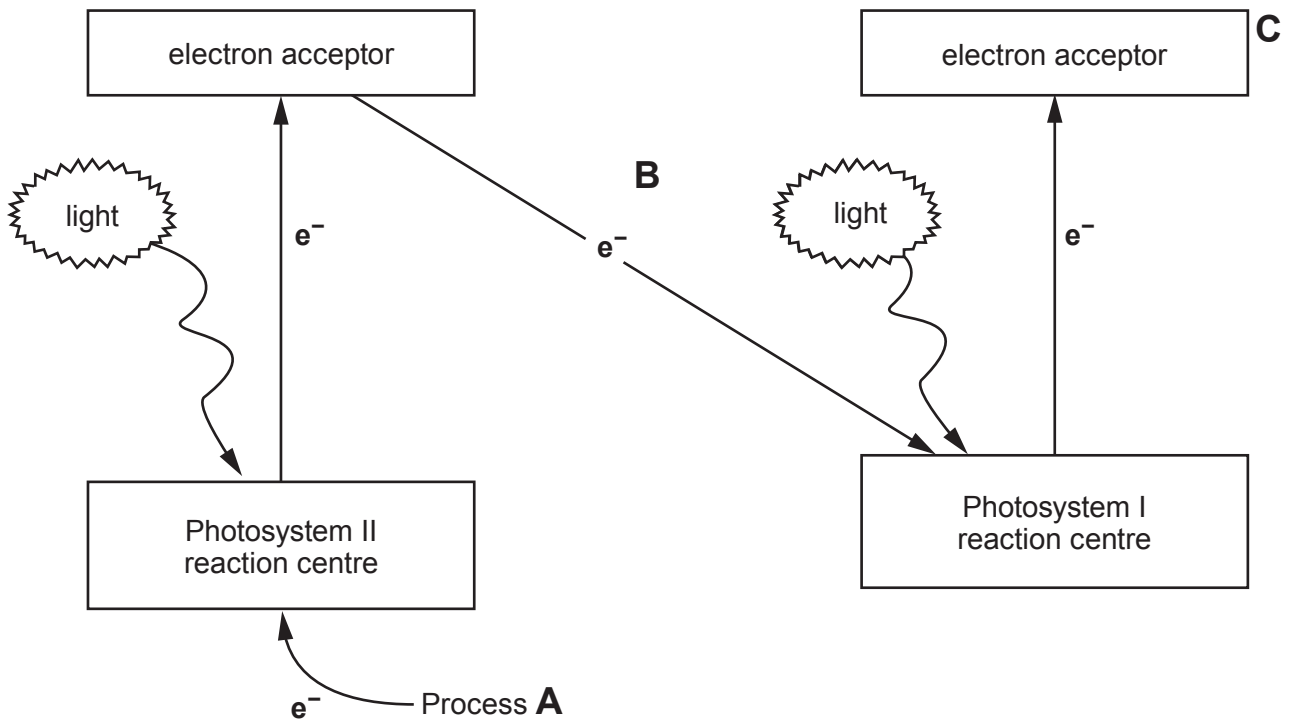 electron acceptor
electron acceptor
C
B
light
light
e⁻
e⁻
e⁻
Photosystem II
reaction centre
Photosystem I
reaction centre
e⁻
Process A